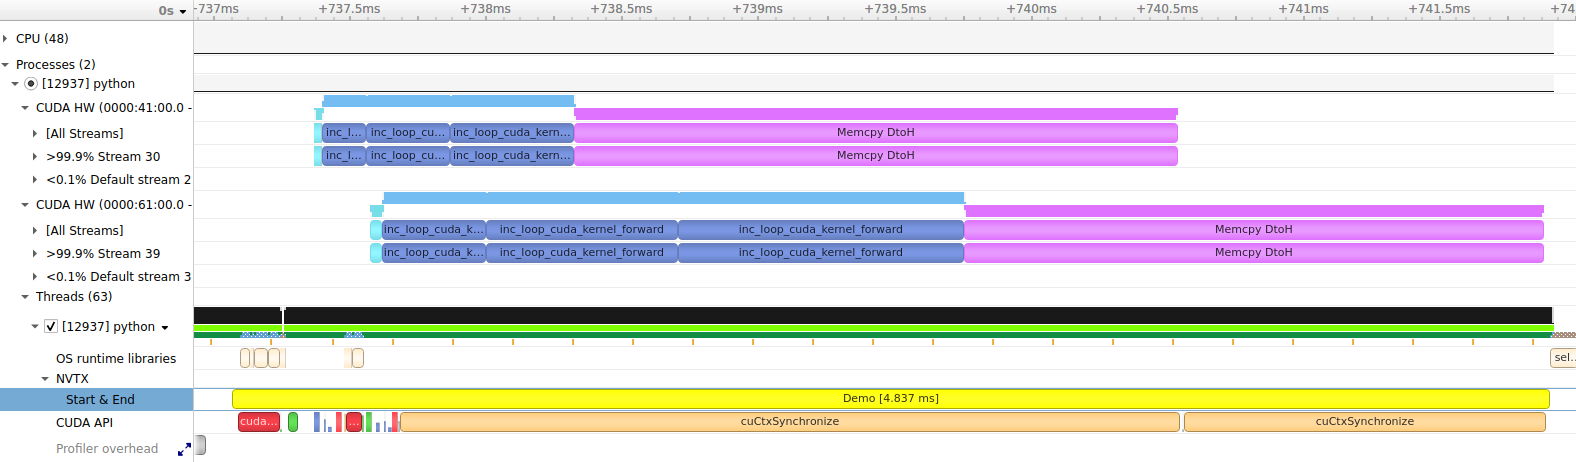 0s +737ms +737.5ms +738ms +738.5ms +739ms +739.5ms +740ms +740.5ms +741ms +741.5ms +74
CPU (48)
Processes (2)
[12937] python
CUDA HW (0000:41:00.0 -
[All Streams] inc_l... inc_loop_cu... inc_loop_cuda_kern... Memcpy DtoH
>99.9% Stream 30 inc_l... inc_loop_cu... inc_loop_cuda_kern... Memcpy DtoH
<0.1% Default stream 2
CUDA HW (0000:61:00.0 -
[All Streams] inc_loop_cuda_k... inc_loop_cuda_kernel_forward inc_loop_cuda_kernel_forward Memcpy DtoH
>99.9% Stream 39 inc_loop_cuda_k... inc_loop_cuda_kernel_forward inc_loop_cuda_kernel_forward Memcpy DtoH
<0.1% Default stream 3
Threads (63)
[12937] python
OS runtime libraries sel...
NVTX
Start & End Demo [4.837 ms]
CUDA API cuda... ... cuCtxSynchronize cuCtxSynchronize
Profiler overhead